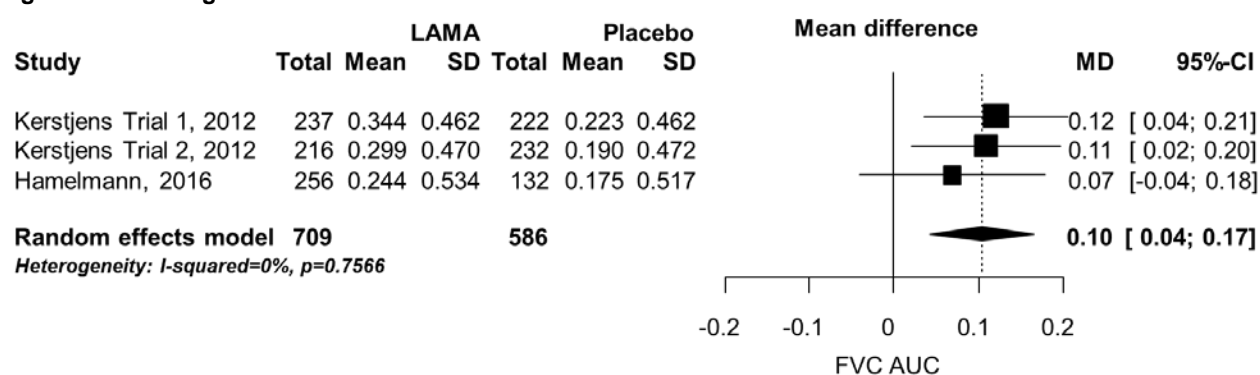 LAMA Placebo Mean difference
Study Total Mean SD Total Mean SD MD 95%-CI
Kerstjens Trial 1, 2012 237 0.344 0.462 222 0.223 0.462 0.12 [ 0.04; 0.21]
Kerstjens Trial 2, 2012 216 0.299 0.470 232 0.190 0.472 0.11 [ 0.02; 0.20]
Hamelmann, 2016 256 0.244 0.534 132 0.175 0.517 0.07 [-0.04; 0.18]
Random effects model 709 586 0.10 [ 0.04; 0.17]
Heterogeneity: I-squared=0%, p=0.7566
-0.2 -0.1 0 0.1 0.2
FVC AUC